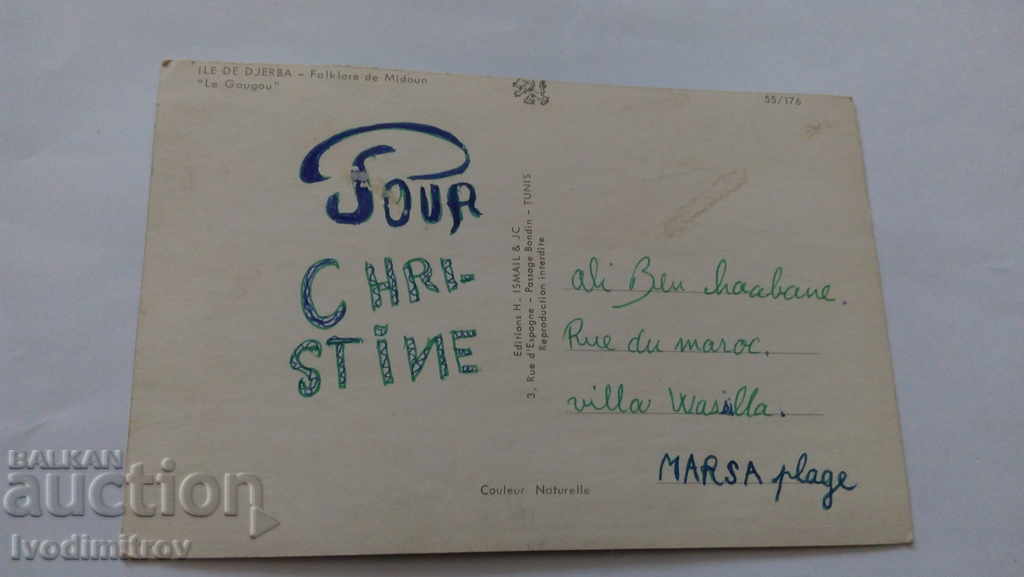 ILE DE DJERBA – Folklore de Midoun
"Le Gougou"
55/176
POUR
CHRI-
STINE
Editions H. ISMAIL & JC
3, Rue d'Espagne – Passage Bondin – TUNIS
Reproduction interdite
Ali Ben Chaabane.
Rue du maroc.
villa Wasilla.
MARSA plage
Couleur Naturelle
BALKAN
auction
Ivodimitrov